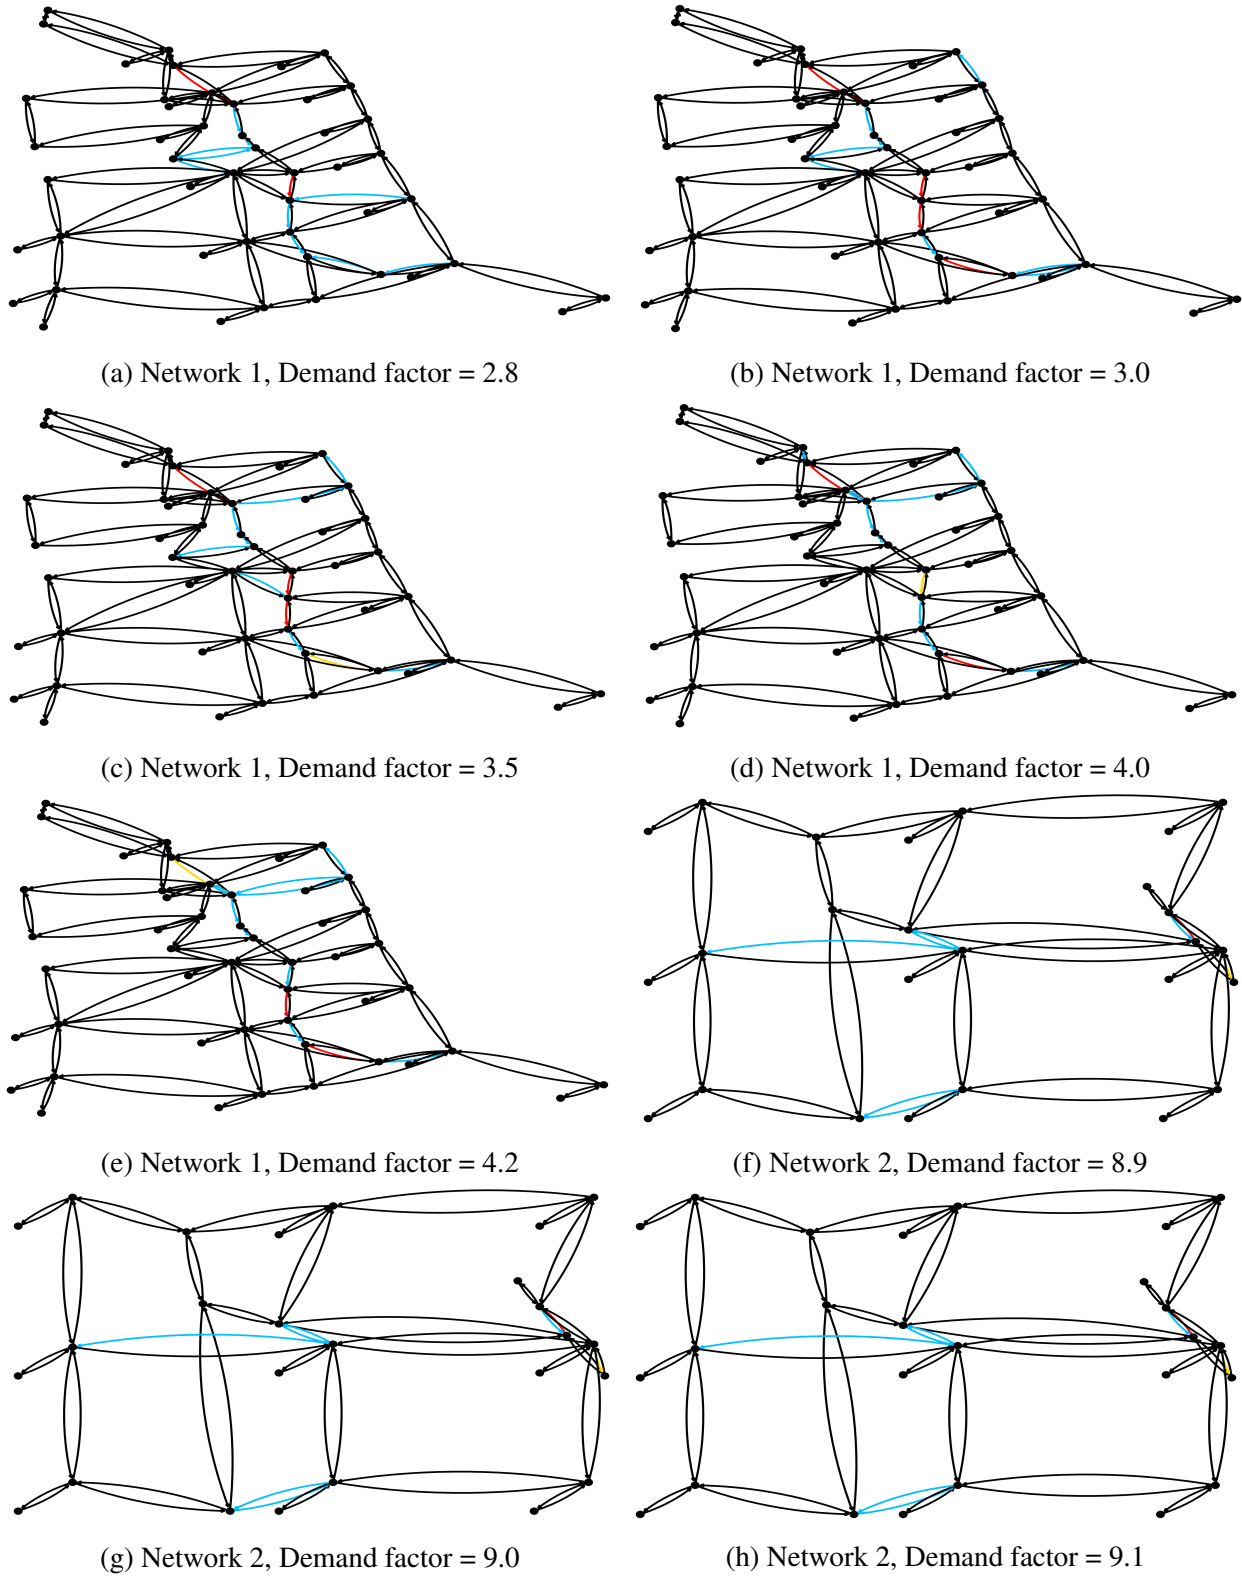 (a) Network 1, Demand factor = 2.8
(b) Network 1, Demand factor = 3.0
(c) Network 1, Demand factor = 3.5
(d) Network 1, Demand factor = 4.0
(e) Network 1, Demand factor = 4.2
(f) Network 2, Demand factor = 8.9
(g) Network 2, Demand factor = 9.0
(h) Network 2, Demand factor = 9.1